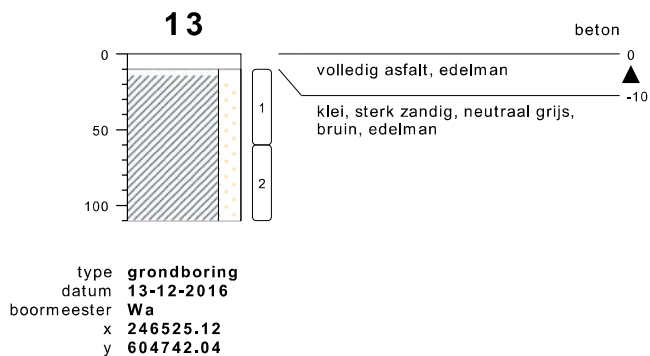 13
beton
0
0
volledig asfalt, edelman
-10
klei, sterk zandig, neutraal grijs,
bruin, edelman
1
50
2
100
type grondboring
datum 13-12-2016
boormeester Wa
x 246525.12
y 604742.04